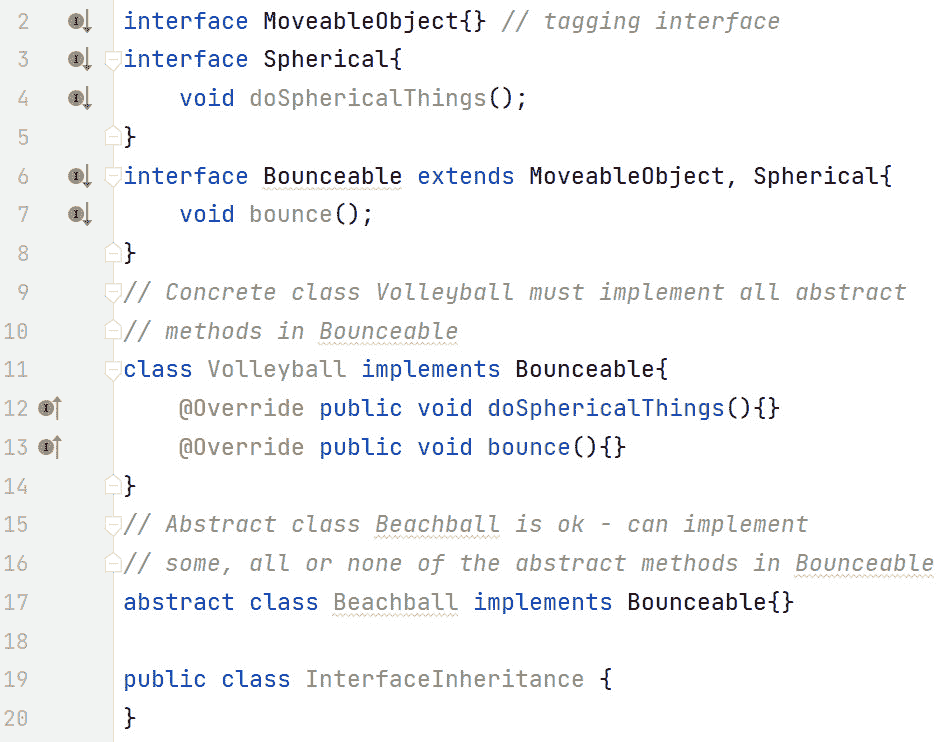 2 interface MoveableObject{} // tagging interface
3 interface Spherical{
4     void doSphericalThings();
5 }
6 interface Bounceable extends MoveableObject, Spherical{
7     void bounce();
8 }
9 // Concrete class Volleyball must implement all abstract
10 // methods in Bounceable
11 class Volleyball implements Bounceable{
12     @Override public void doSphericalThings(){}
13     @Override public void bounce(){}
14 }
15 // Abstract class Beachball is ok - can implement
16 // some, all or none of the abstract methods in Bounceable
17 abstract class Beachball implements Bounceable{}
18
19 public class InterfaceInheritance {
20 }